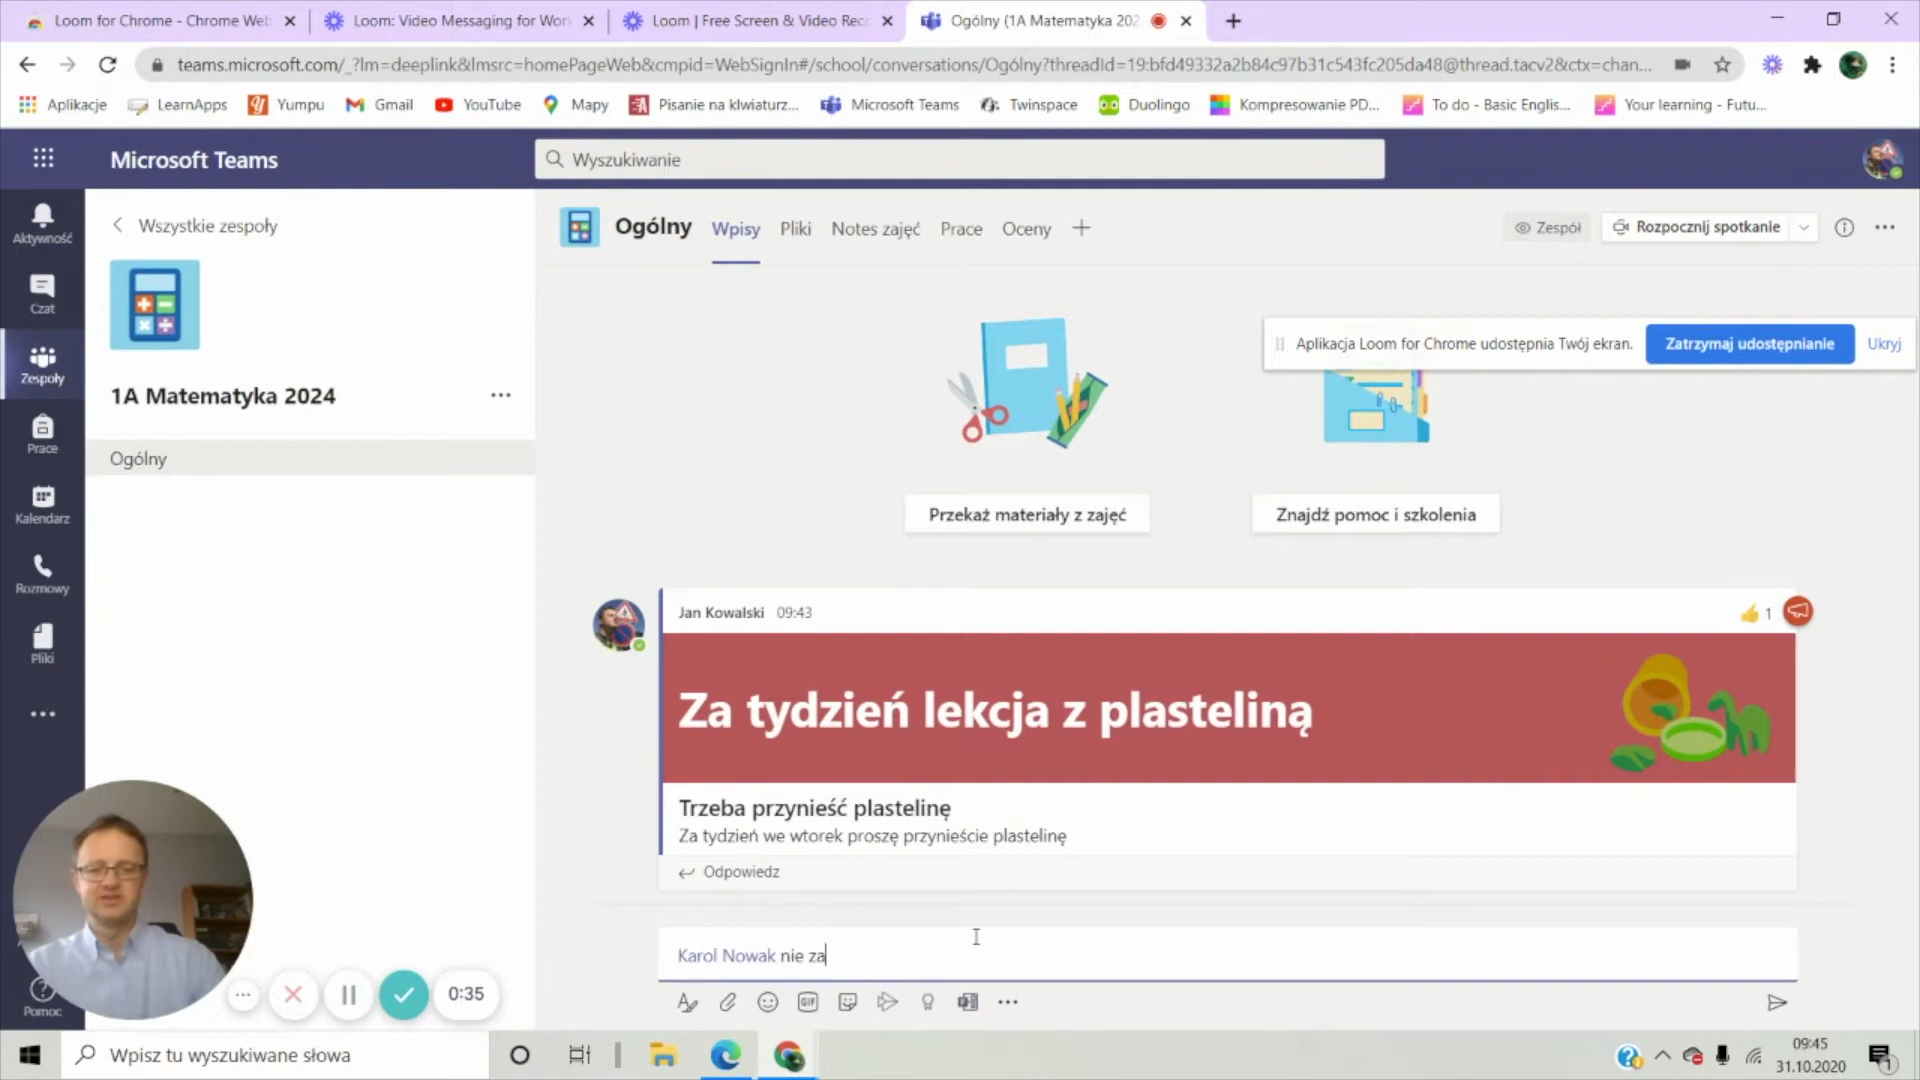 Loom for Chrome - Chrome Web
Loom: Video Messaging for Wor
Loom | Free Screen & Video Reco
Ogólny (1A Matematyka 202
teams.microsoft.com/_?lm=deeplink&lmsrc=homePageWeb&cmpid=WebSignIn#/school/conversations/Ogólny?threadId=19:bfd49332a2b84c97b31c543fc205da48@thread.tacv2&ctx=chan...
Aplikacje
LearnApps
Yumpu
Gmail
YouTube
Mapy
Pisanie na klwiaturz...
Microsoft Teams
Twinspace
Duolingo
Kompresowanie PD...
To do - Basic Englis...
Your learning - Futu...
Microsoft Teams
Wyszukiwanie
Aktywność
Czat
Zespoły
Prace
Kalendarz
Rozmowy
Pliki
Pomoc
Wszystkie zespoły
1A Matematyka 2024
Ogólny
Ogólny
Wpisy
Pliki
Notes zajęć
Prace
Oceny
Zespół
Rozpocznij spotkanie
Aplikacja Loom for Chrome udostępnia Twój ekran.
Zatrzymaj udostępnianie
Ukryj
Przekaż materiały z zajęć
Znajdź pomoc i szkolenia
Jan Kowalski 09:43
1
Za tydzień lekcja z plasteliną
Trzeba przynieść plastelinę
Za tydzień we wtorek proszę przynieście plastelinę
Odpowiedz
Karol Nowak nie za
GIF
0:35
Wpisz tu wyszukiwane słowa
09:45
31.10.2020
1